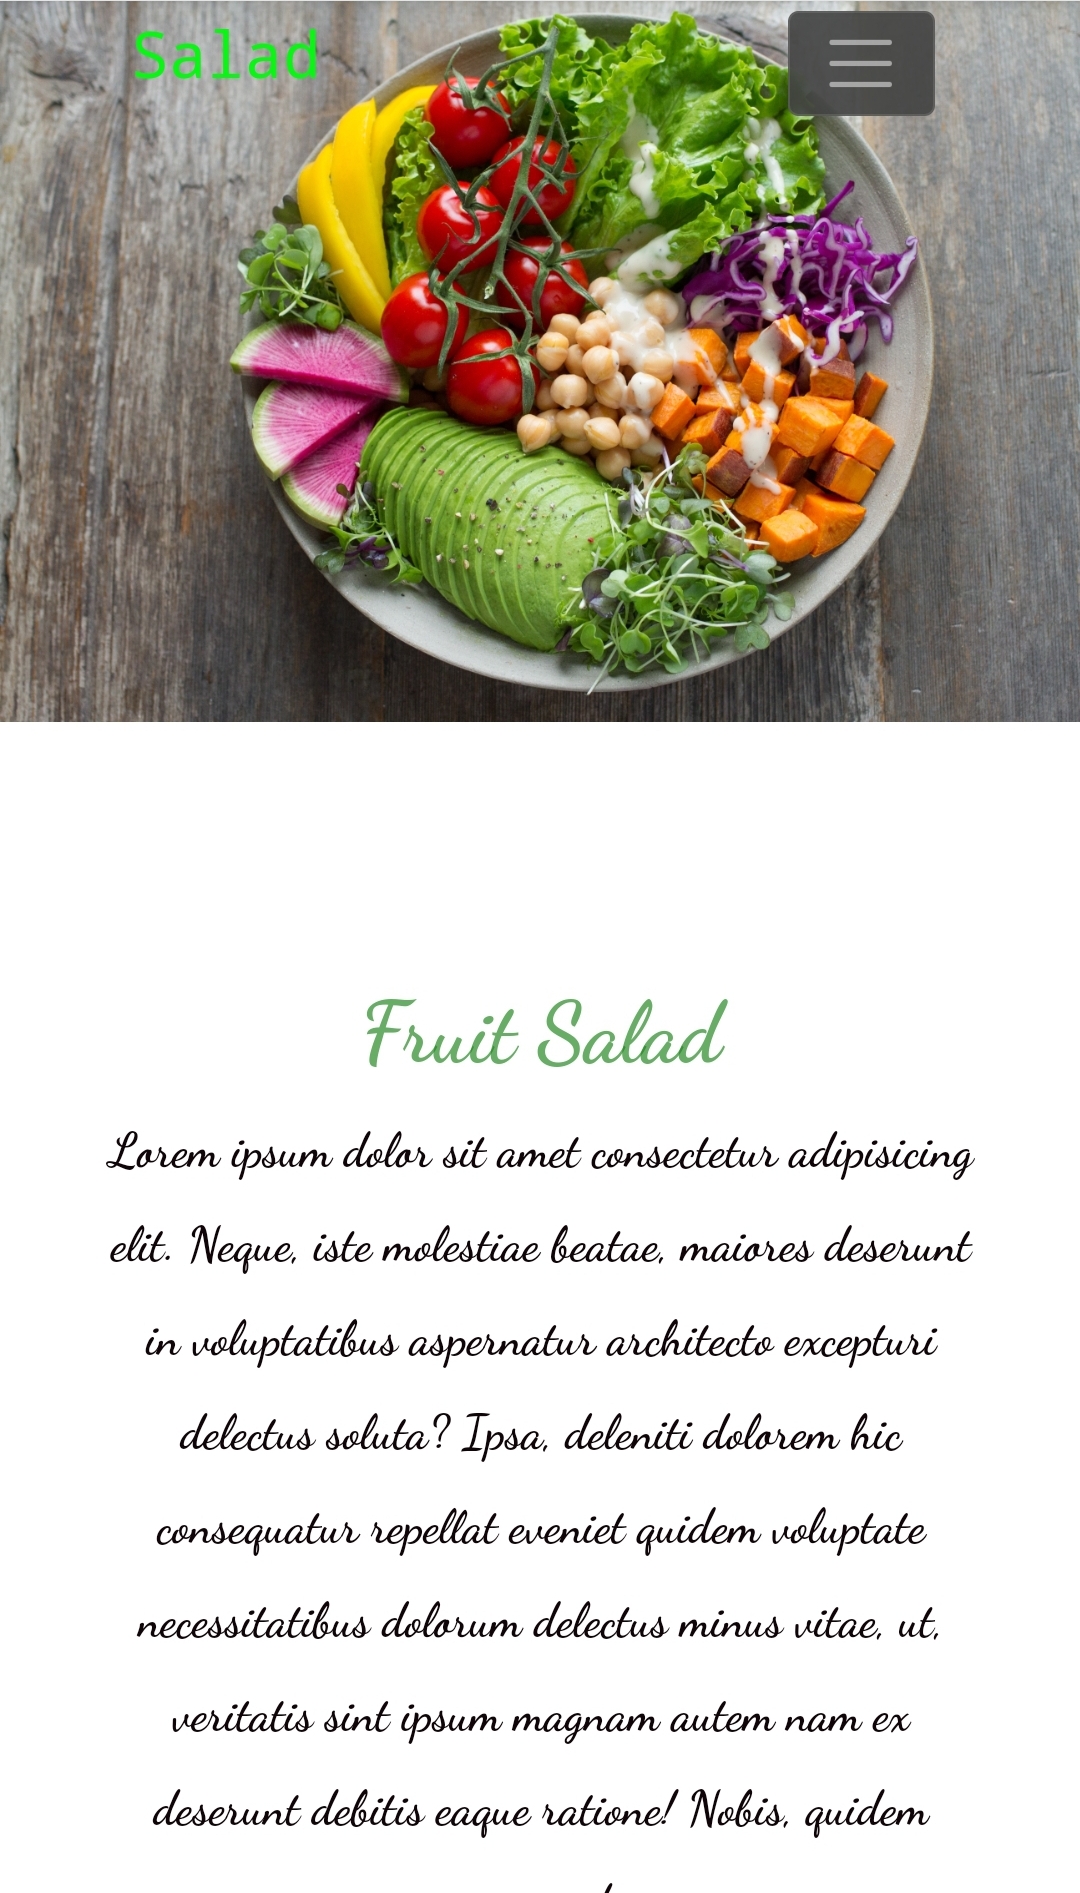 Salad
Fruit Salad
Lorem ipsum dolor sit amet consectetur adipisicing
elit. Neque, iste molestiae beatae, maiores deserunt
in voluptatibus aspernatur architecto excepturi
delectus soluta? Ipsa, deleniti dolorem hic
consequatur repellat eveniet quidem voluptate
necessitatibus dolorum delectus minus vitae, ut,
veritatis sint ipsum magnam autem nam ex
deserunt debitis eaque ratione! Nobis, quidem